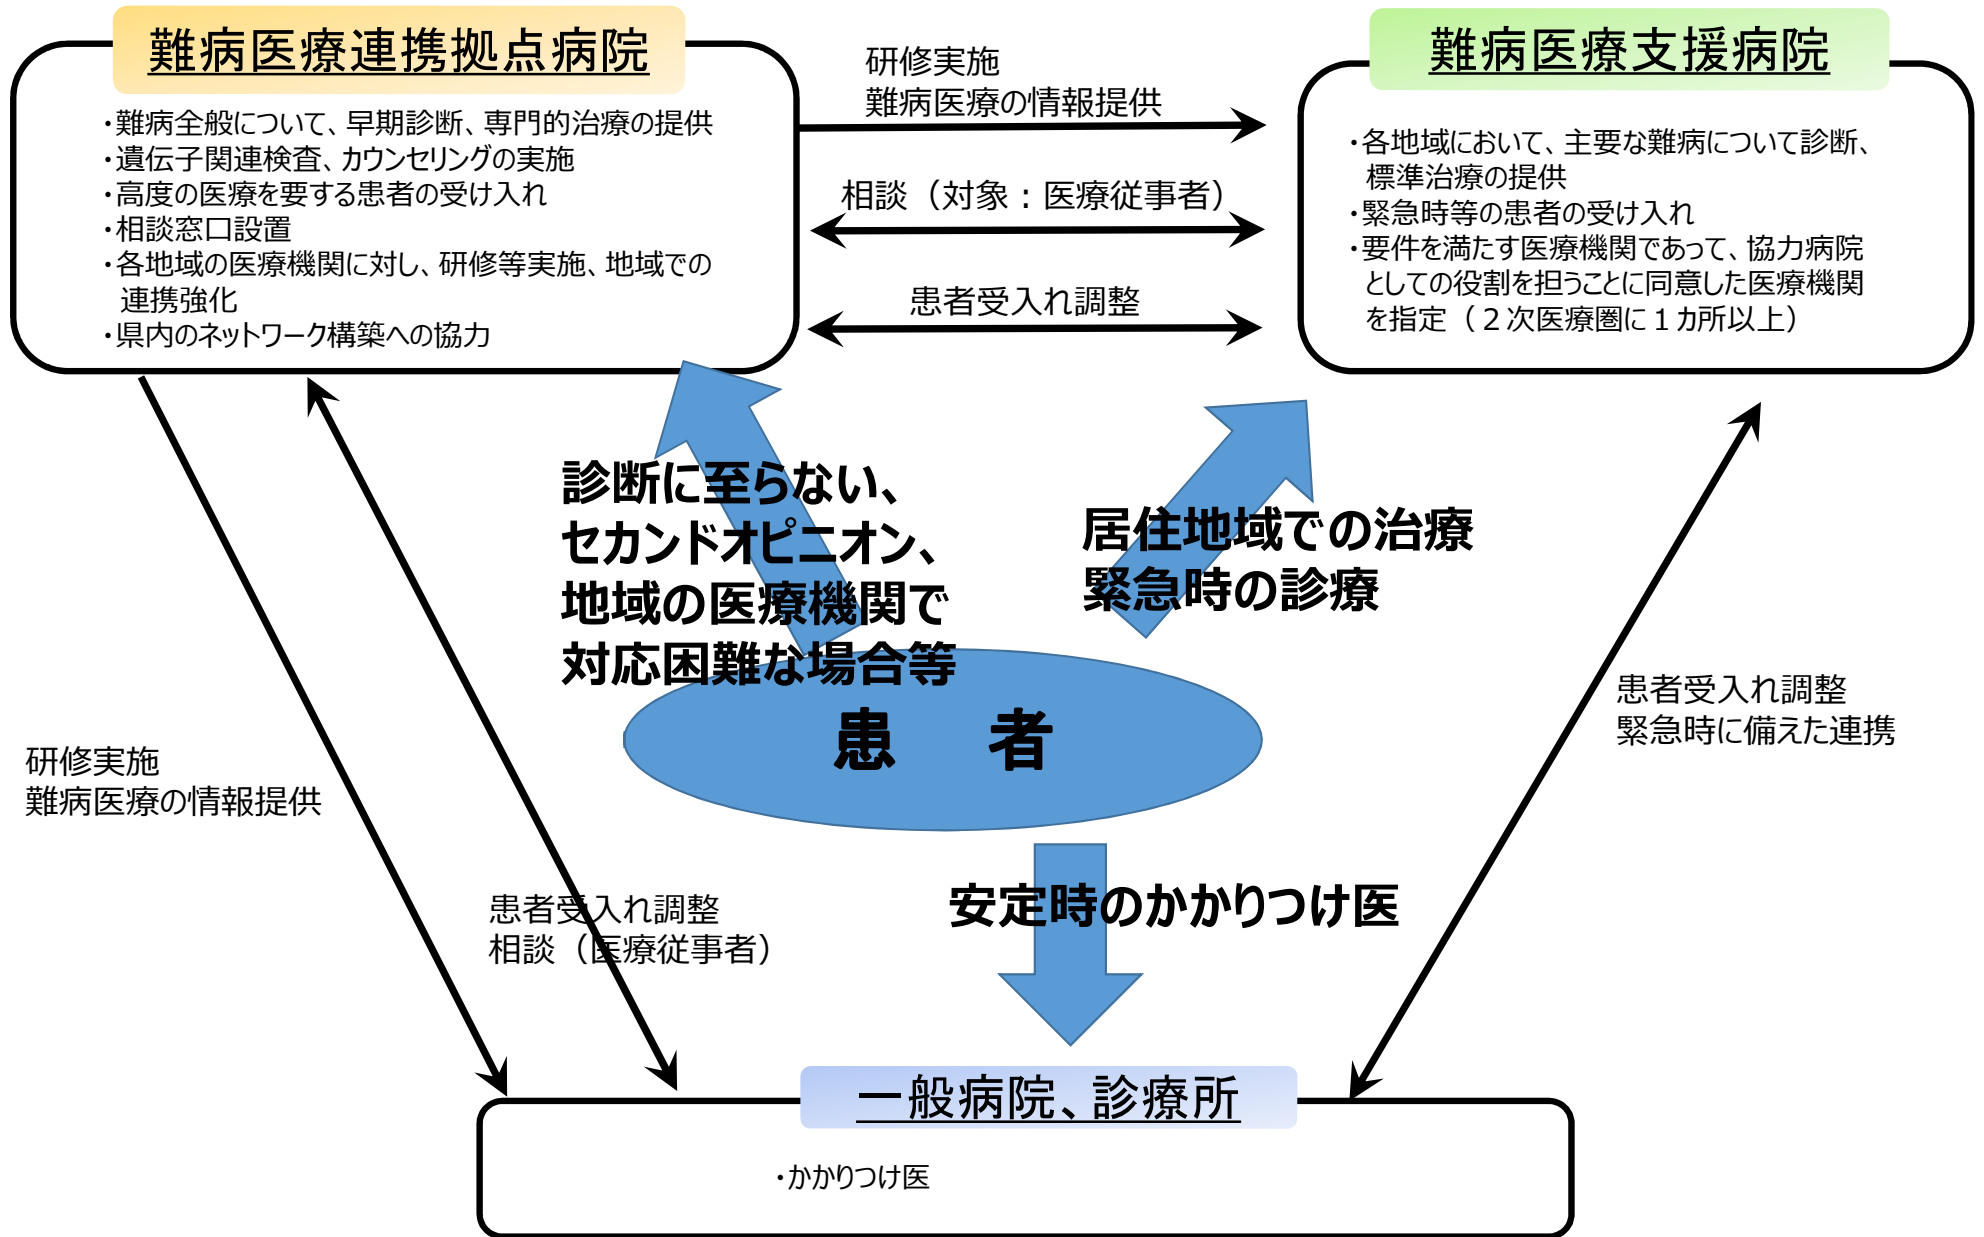 難病医療連携拠点病院
・難病全般について、早期診断、専門的治療の提供
・遺伝子関連検査、カウンセリングの実施
・高度の医療を要する患者の受け入れ
・相談窓口設置
・各地域の医療機関に対し、研修等実施、地域での
連携強化
・県内のネットワーク構築への協力
研修実施
難病医療の情報提供
相談（対象：医療従事者）
患者受入れ調整
難病医療支援病院
・各地域において、主要な難病について診断、
標準治療の提供
・緊急時等の患者の受け入れ
・要件を満たす医療機関であって、協力病院
としての役割を担うことに同意した医療機関
を指定（２次医療圏に１カ所以上）
診断に至らない、
セカンドオピニオン、
地域の医療機関で
対応困難な場合等
居住地域での治療
緊急時の診療
患　者
患者受入れ調整
緊急時に備えた連携
研修実施
難病医療の情報提供
患者受入れ調整
相談（医療従事者）
安定時のかかりつけ医
一般病院、診療所
・かかりつけ医